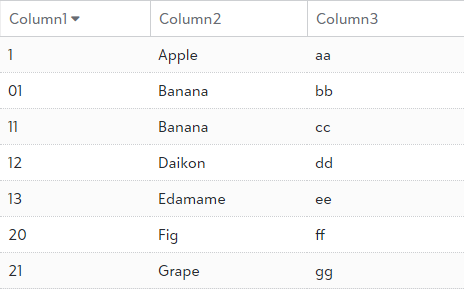 Column1 Column2 Column3
1 Apple aa
01 Banana bb
11 Banana cc
12 Daikon dd
13 Edamame ee
20 Fig ff
21 Grape gg